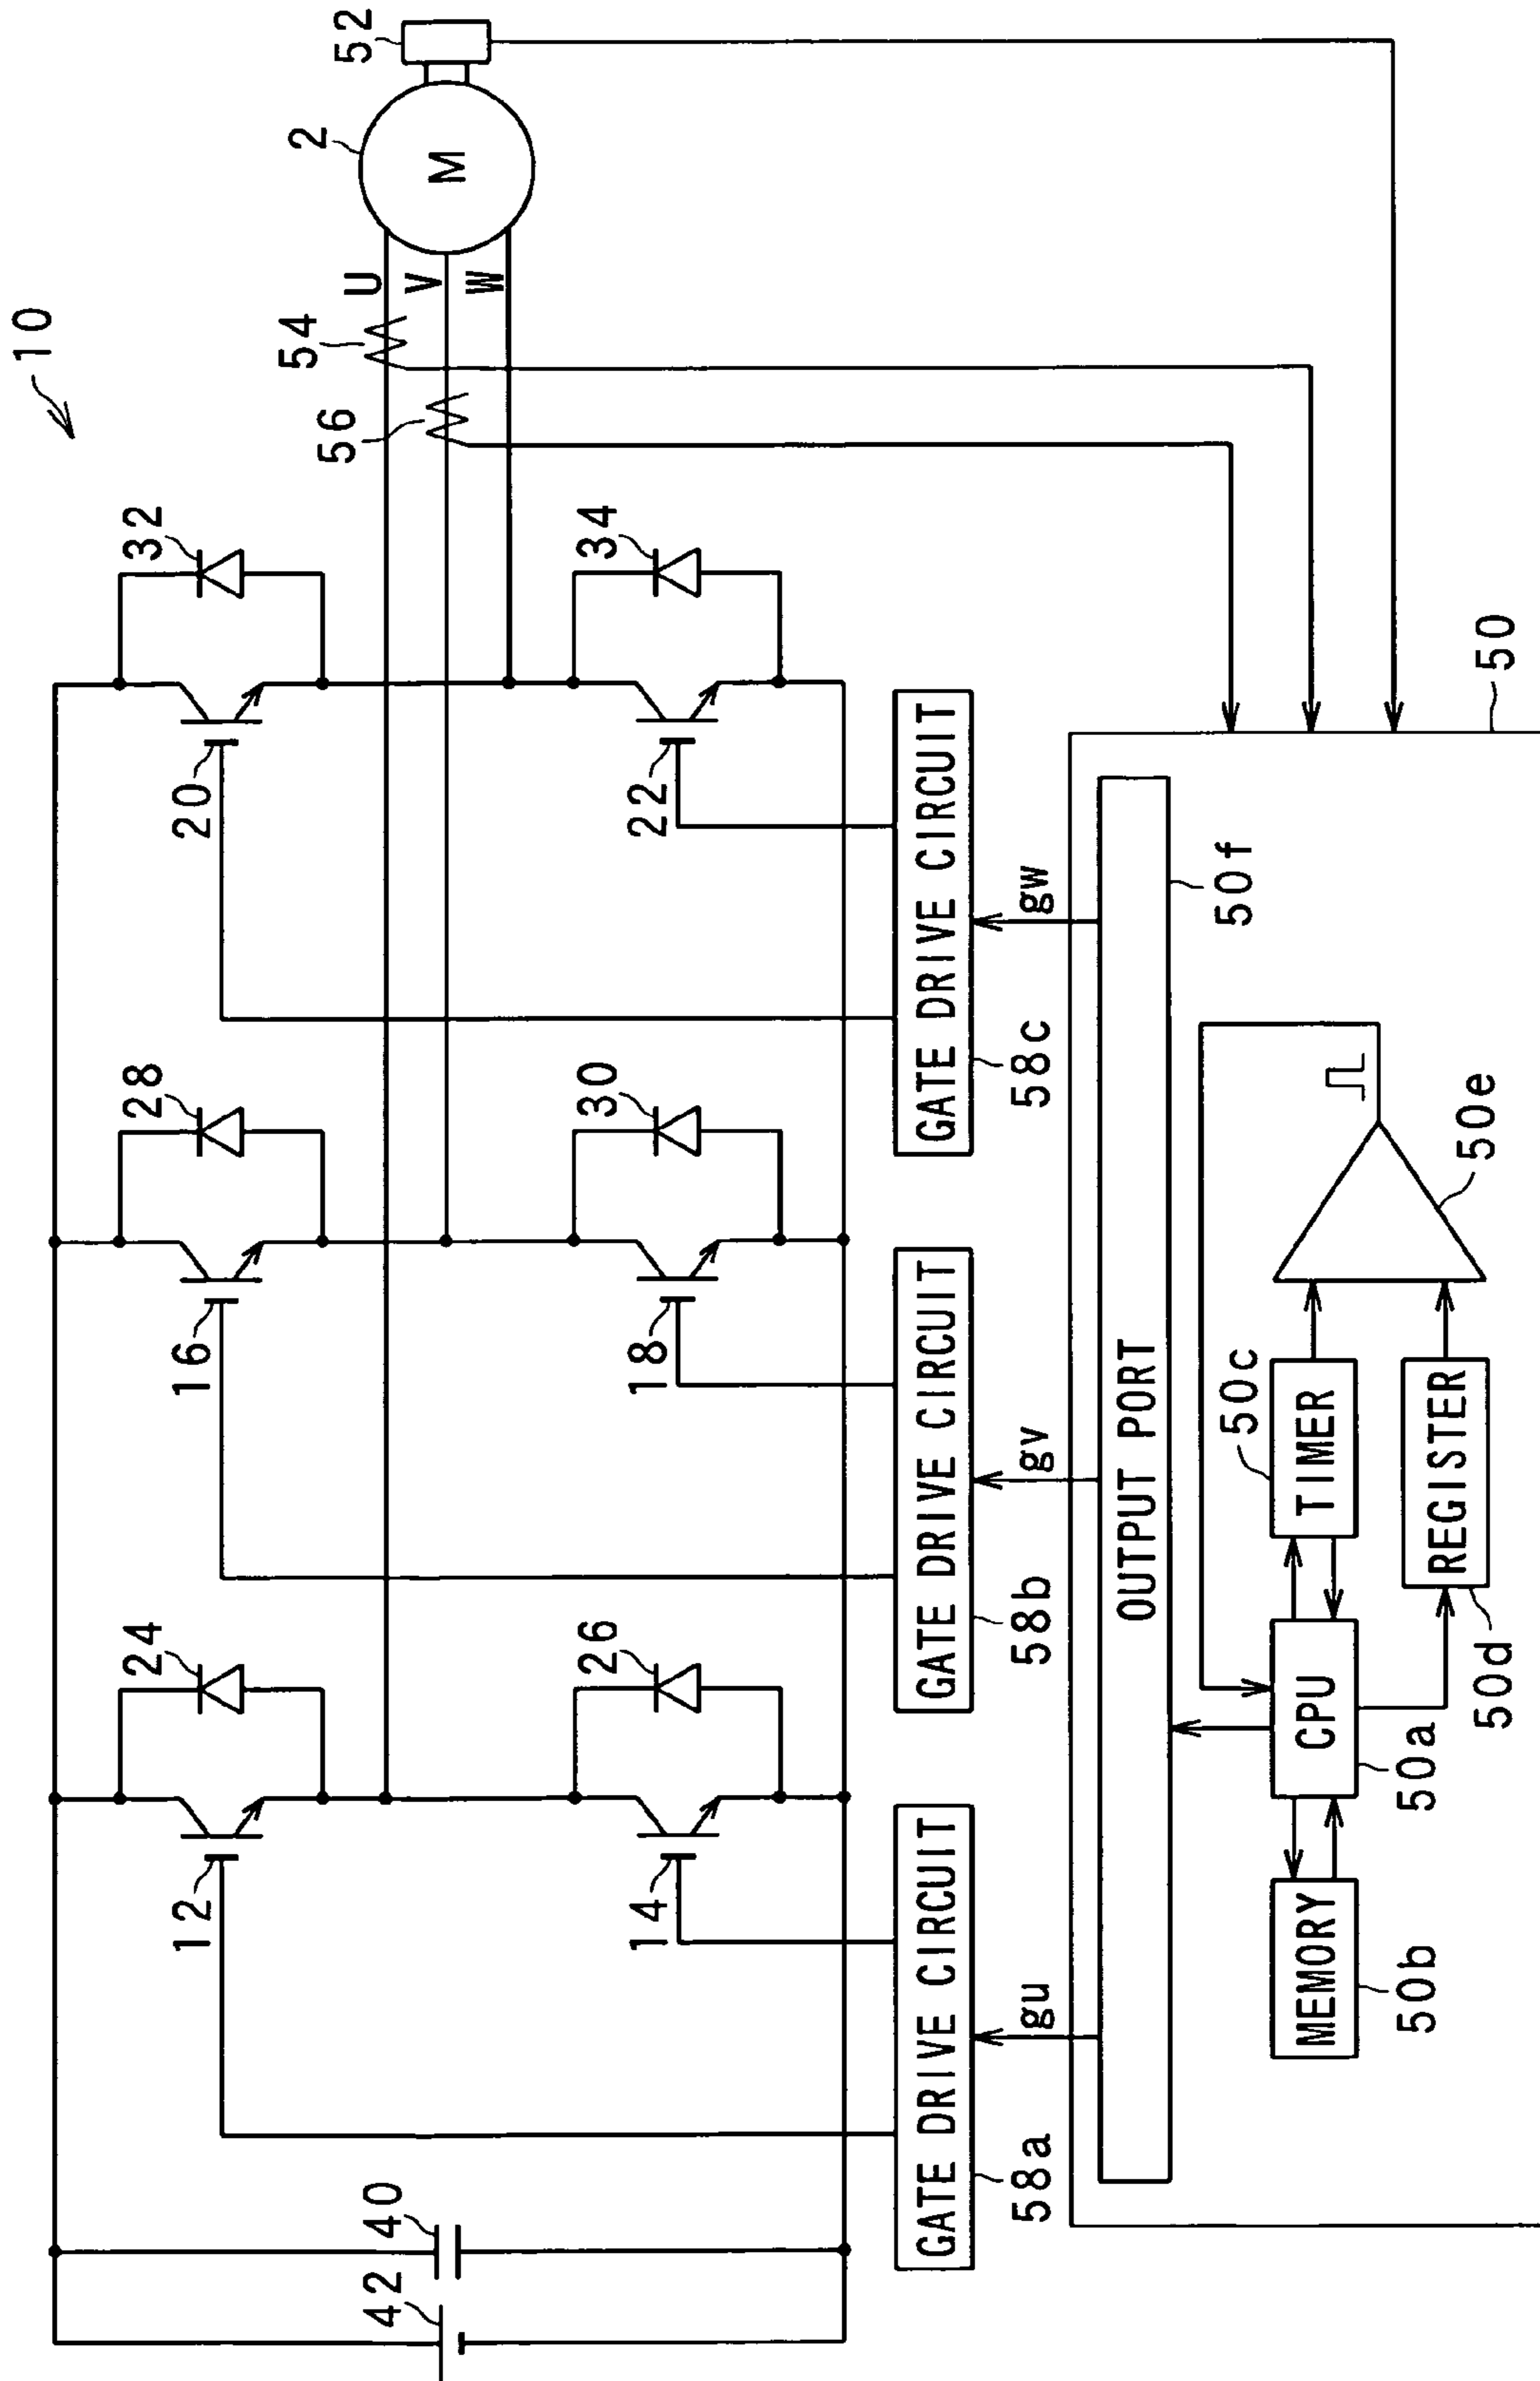 10
32
28
24
20
16
12
54
2
52
56
U
V
W
M
40
42
34
30
26
22
18
14
GATE DRIVE CIRCUIT
GATE DRIVE CIRCUIT
GATE DRIVE CIRCUIT
58a
gu
58b
gv
58c
gw
OUTPUT PORT
50f
MEMORY
50b
CPU
50a
TIMER
50c
REGISTER
50d
50e
50